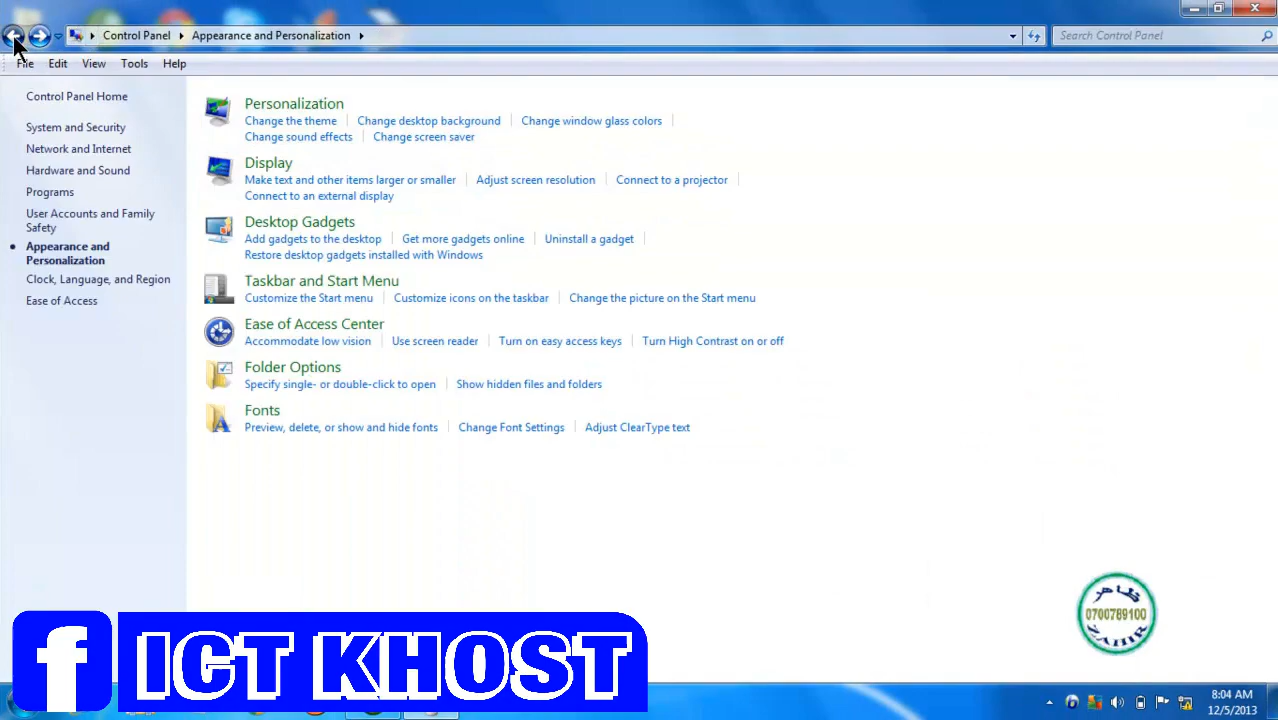 Control Panel Appearance and Personalization
Search Control Panel
File Edit View Tools Help
Control Panel Home
System and Security
Network and Internet
Hardware and Sound
Programs
User Accounts and Family
Safety
Appearance and
Personalization
Clock, Language, and Region
Ease of Access
Personalization
Change the theme Change desktop background Change window glass colors
Change sound effects Change screen saver
Display
Make text and other items larger or smaller Adjust screen resolution Connect to a projector
Connect to an external display
Desktop Gadgets
Add gadgets to the desktop Get more gadgets online Uninstall a gadget
Restore desktop gadgets installed with Windows
Taskbar and Start Menu
Customize the Start menu Customize icons on the taskbar Change the picture on the Start menu
Ease of Access Center
Accommodate low vision Use screen reader Turn on easy access keys Turn High Contrast on or off
Folder Options
Specify single- or double-click to open Show hidden files and folders
Fonts
Preview, delete, or show and hide fonts Change Font Settings Adjust ClearType text
ظاهر
0700789100
ZAHIR
f ICT KHOST
8:04 AM
12/5/2013